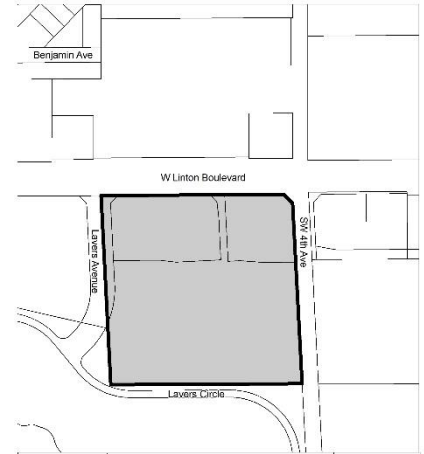 Benjamin Ave
W Linton Boulevard
Lavers Avenue
SW 4th Ave
Lavers Circle